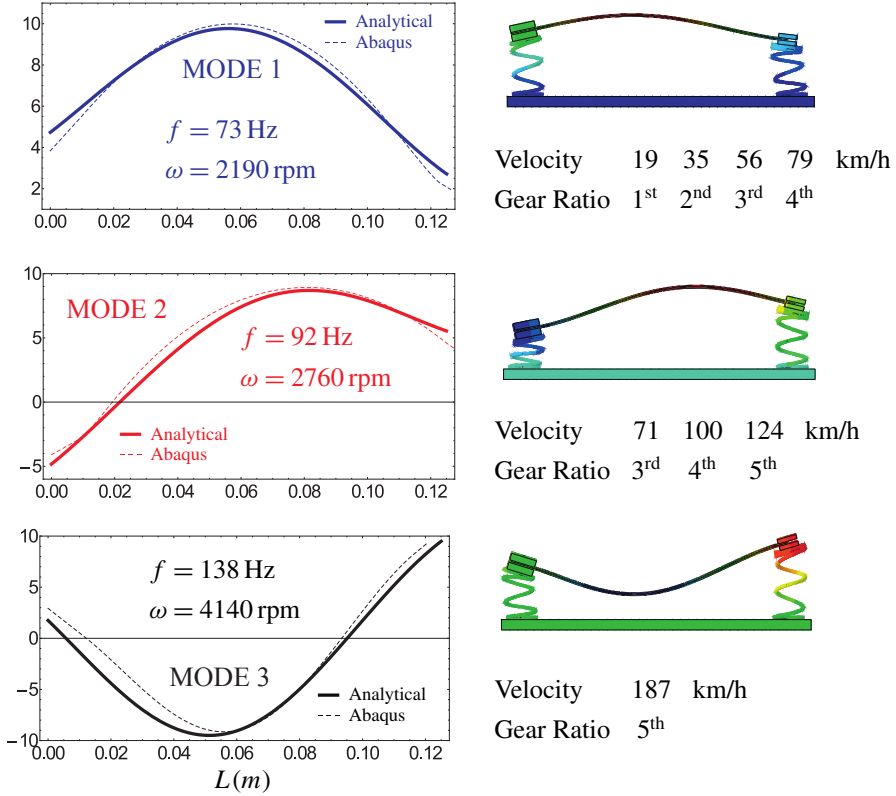 10
8
6
4
2
Analytical
Abaqus
MODE 1
f = 73 Hz
ω = 2190 rpm
0.00 0.02 0.04 0.06 0.08 0.10 0.12
Velocity 19 35 56 79 km/h
Gear Ratio 1st 2nd 3rd 4th
10
5
0
−5
MODE 2
f = 92 Hz
ω = 2760 rpm
Analytical
Abaqus
0.00 0.02 0.04 0.06 0.08 0.10 0.12
Velocity 71 100 124 km/h
Gear Ratio 3rd 4th 5th
10
5
0
−5
−10
f = 138 Hz
ω = 4140 rpm
MODE 3
Analytical
Abaqus
0.00 0.02 0.04 0.06 0.08 0.10 0.12
L(m)
Velocity 187 km/h
Gear Ratio 5th